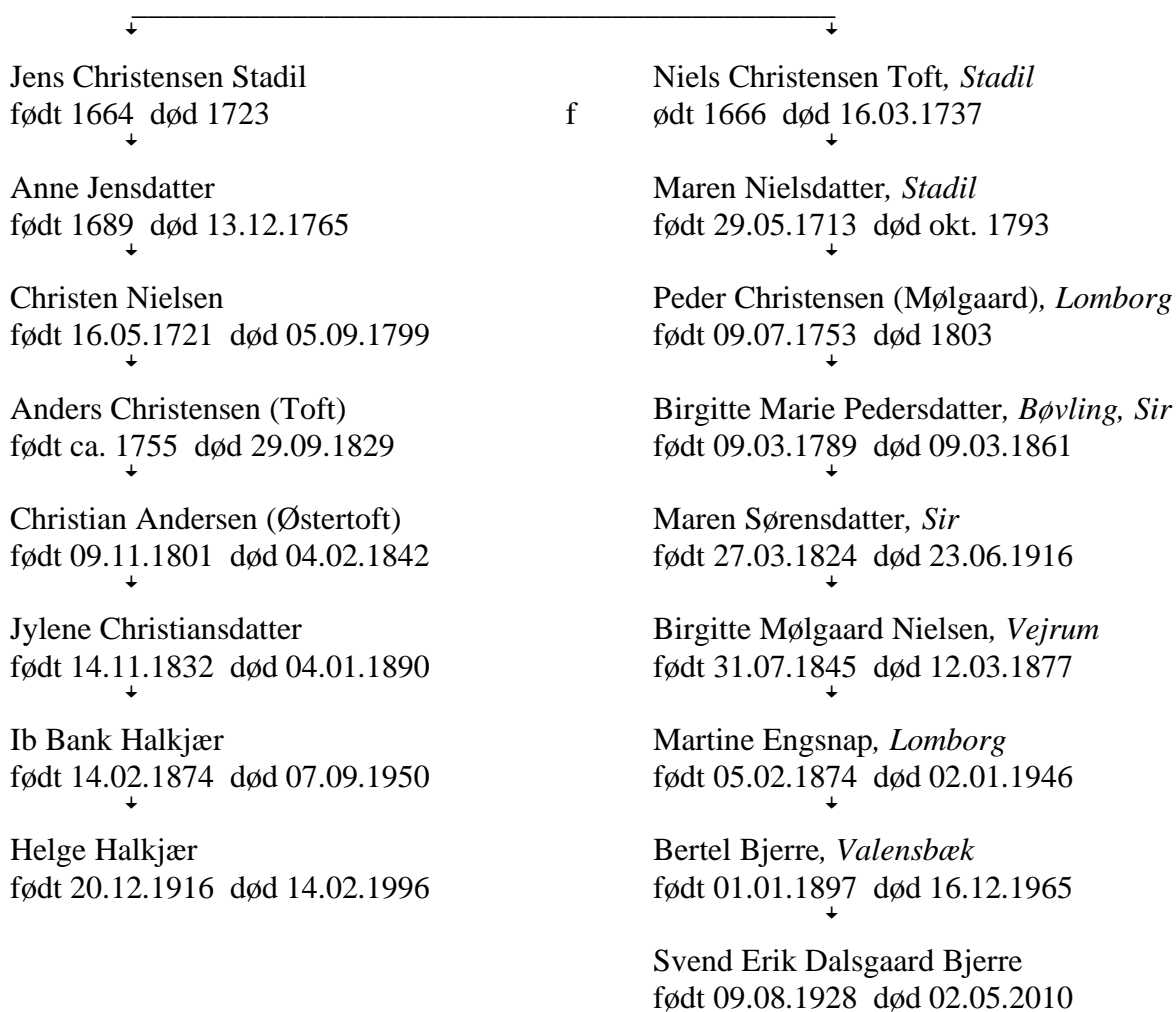 Jens Christensen Stadil
født 1664 død 1723
Anne Jensdatter
født 1689 død 13.12.1765
Christen Nielsen
født 16.05.1721 død 05.09.1799
Anders Christensen (Toft)
født ca. 1755 død 29.09.1829
Christian Andersen (Østertoft)
født 09.11.1801 død 04.02.1842
Jylene Christiansdatter
født 14.11.1832 død 04.01.1890
Ib Bank Halkjær
født 14.02.1874 død 07.09.1950
Helge Halkjær
født 20.12.1916 død 14.02.1996
Niels Christensen Toft, Stadil
f ødt 1666 død 16.03.1737
Maren Nielsdatter, Stadil
født 29.05.1713 død okt. 1793
Peder Christensen (Mølgaard), Lomborg
født 09.07.1753 død 1803
Birgitte Marie Pedersdatter, Bøvling, Sir
født 09.03.1789 død 09.03.1861
Maren Sørensdatter, Sir
født 27.03.1824 død 23.06.1916
Birgitte Mølgaard Nielsen, Vejrum
født 31.07.1845 død 12.03.1877
Martine Engsnap, Lomborg
født 05.02.1874 død 02.01.1946
Bertel Bjerre, Valensbæk
født 01.01.1897 død 16.12.1965
Svend Erik Dalsgaard Bjerre
født 09.08.1928 død 02.05.2010